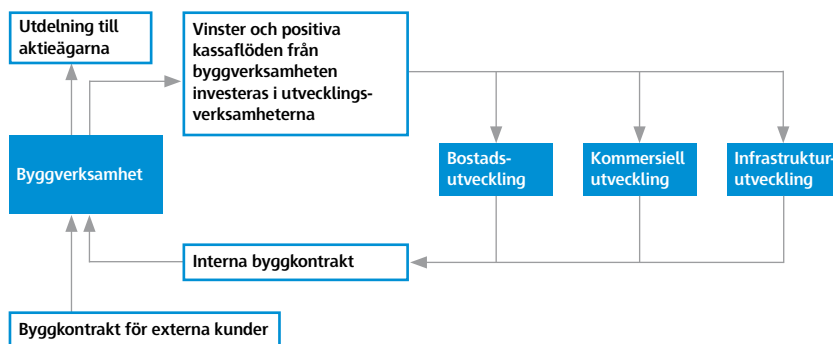 Utdelning till
aktieägarna
Vinster och positiva
kassaflöden från
byggverksamheten
investeras i utvecklings-
verksamheterna
Byggverksamhet
Bostads-
utveckling
Kommersiell
utveckling
Infrastruktur-
utveckling
Interna byggkontrakt
Byggkontrakt för externa kunder